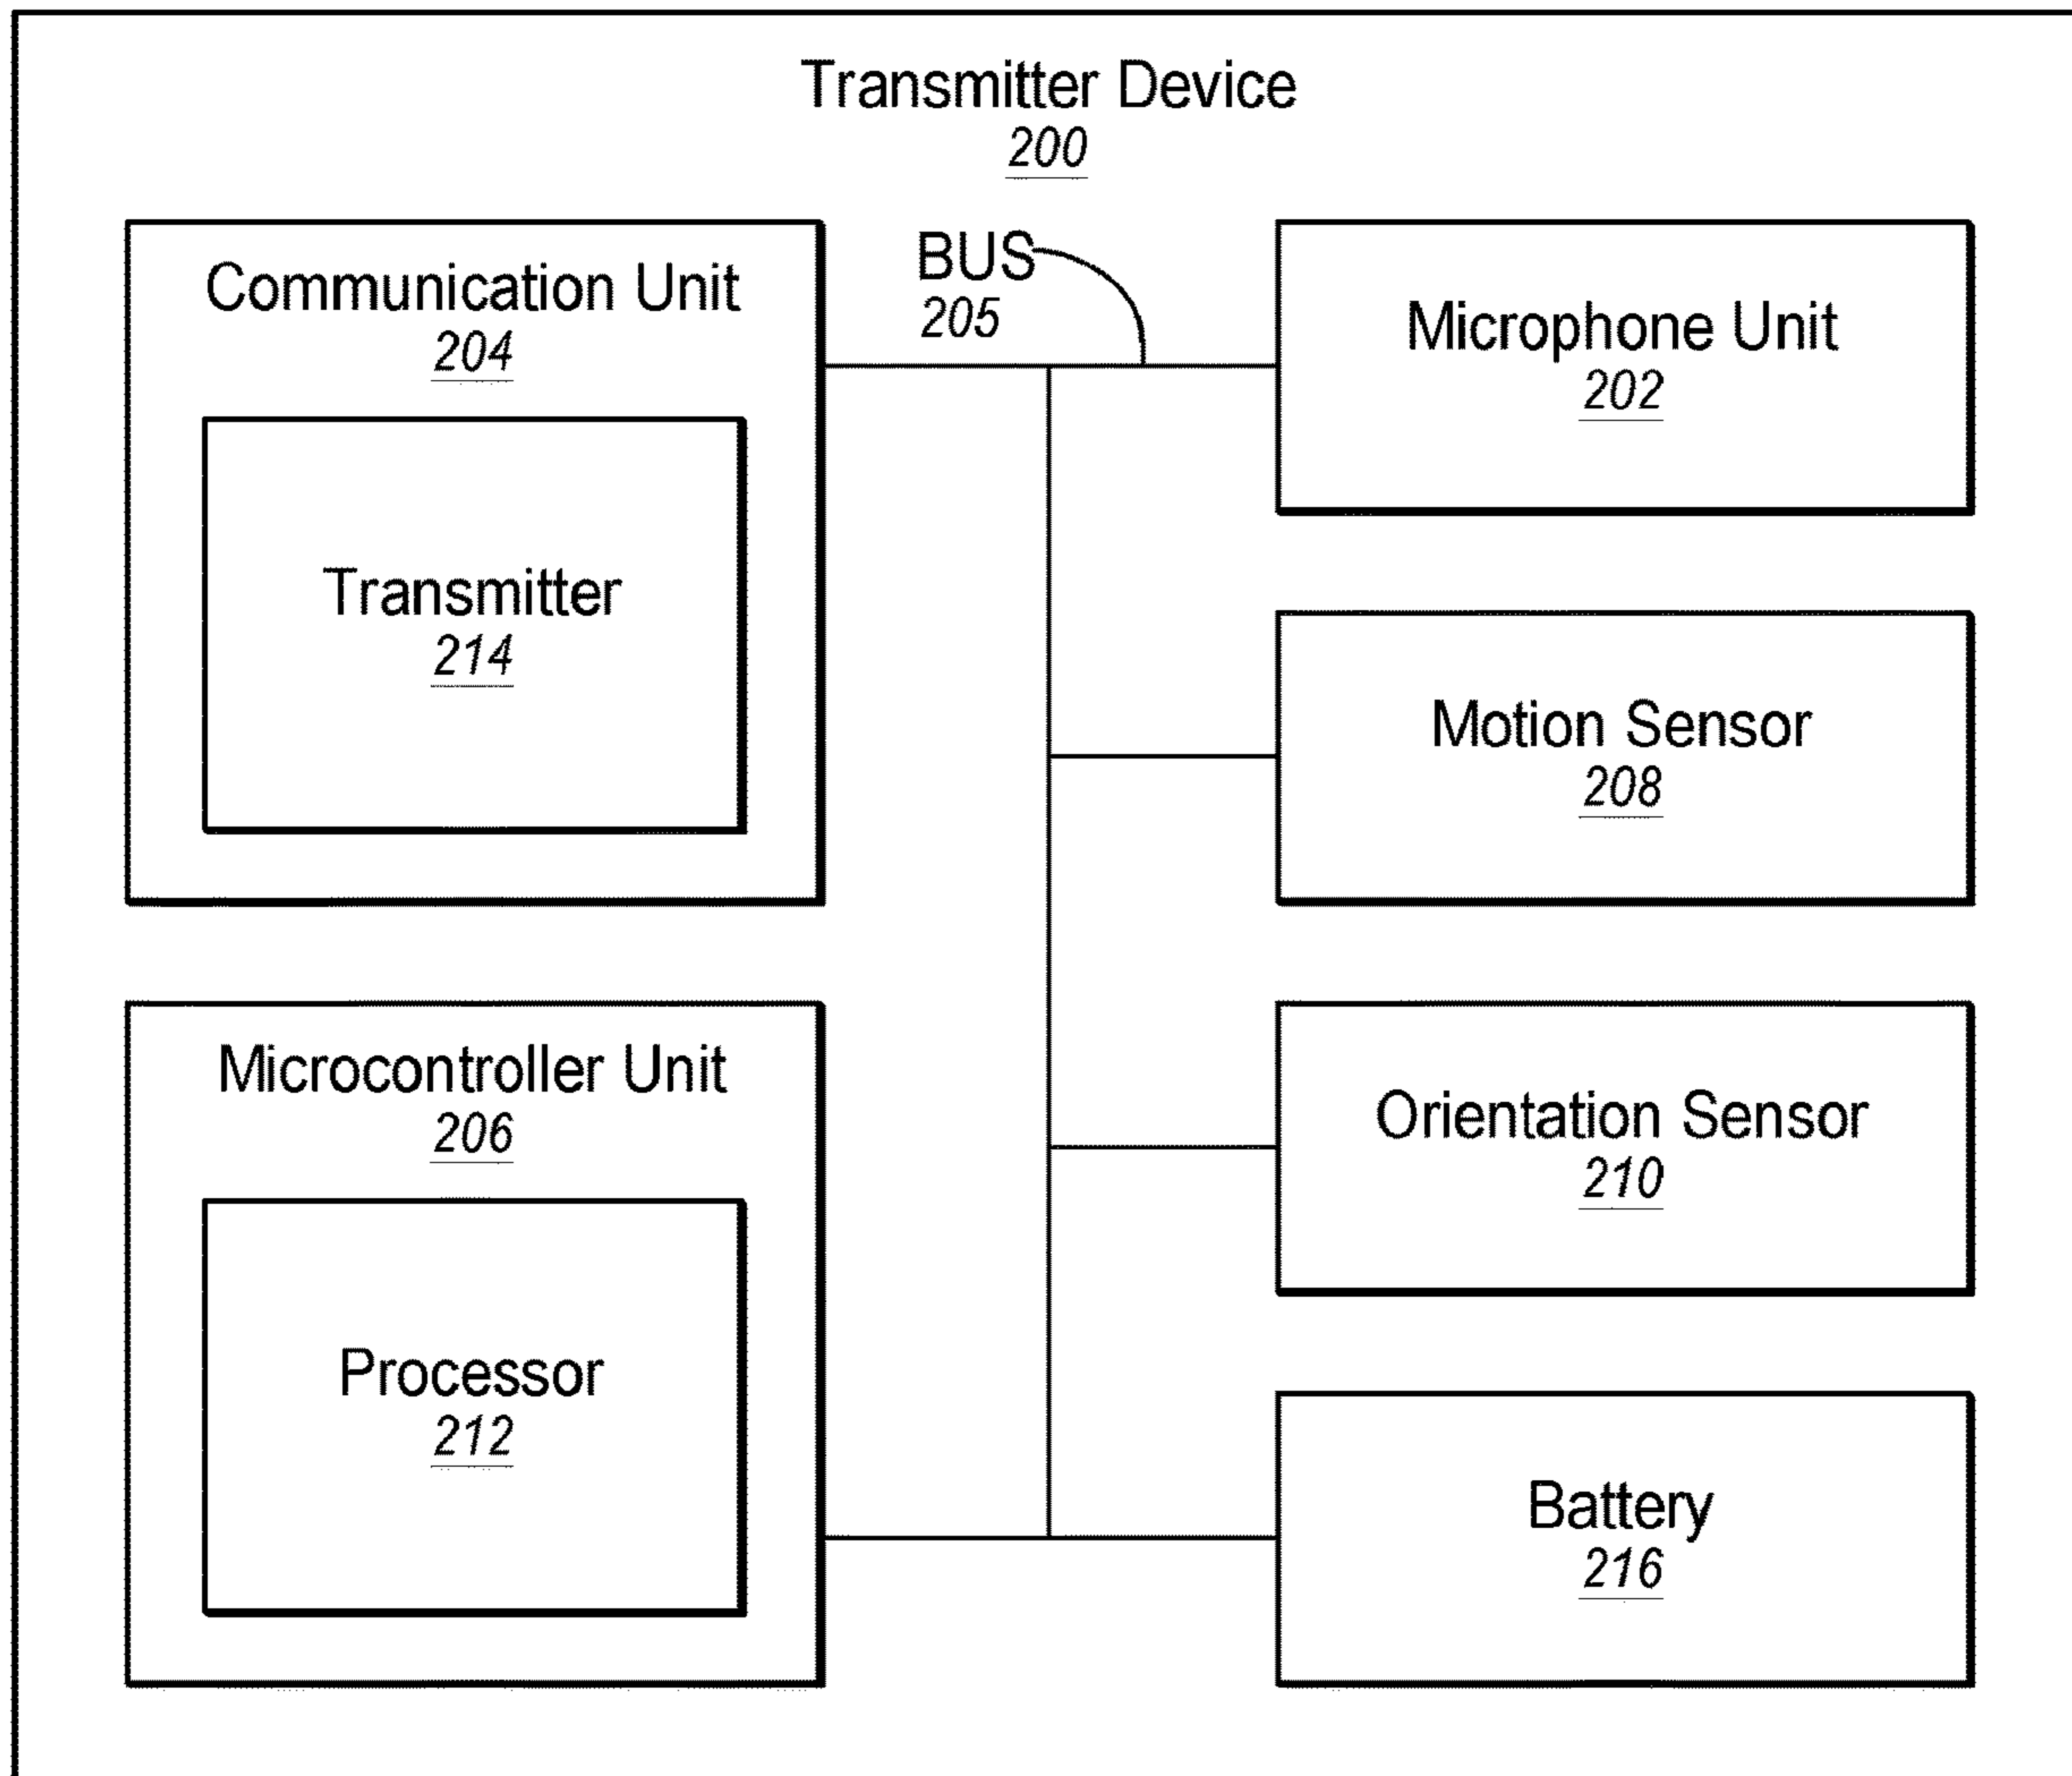 Transmitter Device
200
Communication Unit
204
Transmitter
214
BUS
205
Microphone Unit
202
Motion Sensor
208
Microcontroller Unit
206
Processor
212
Orientation Sensor
210
Battery
216